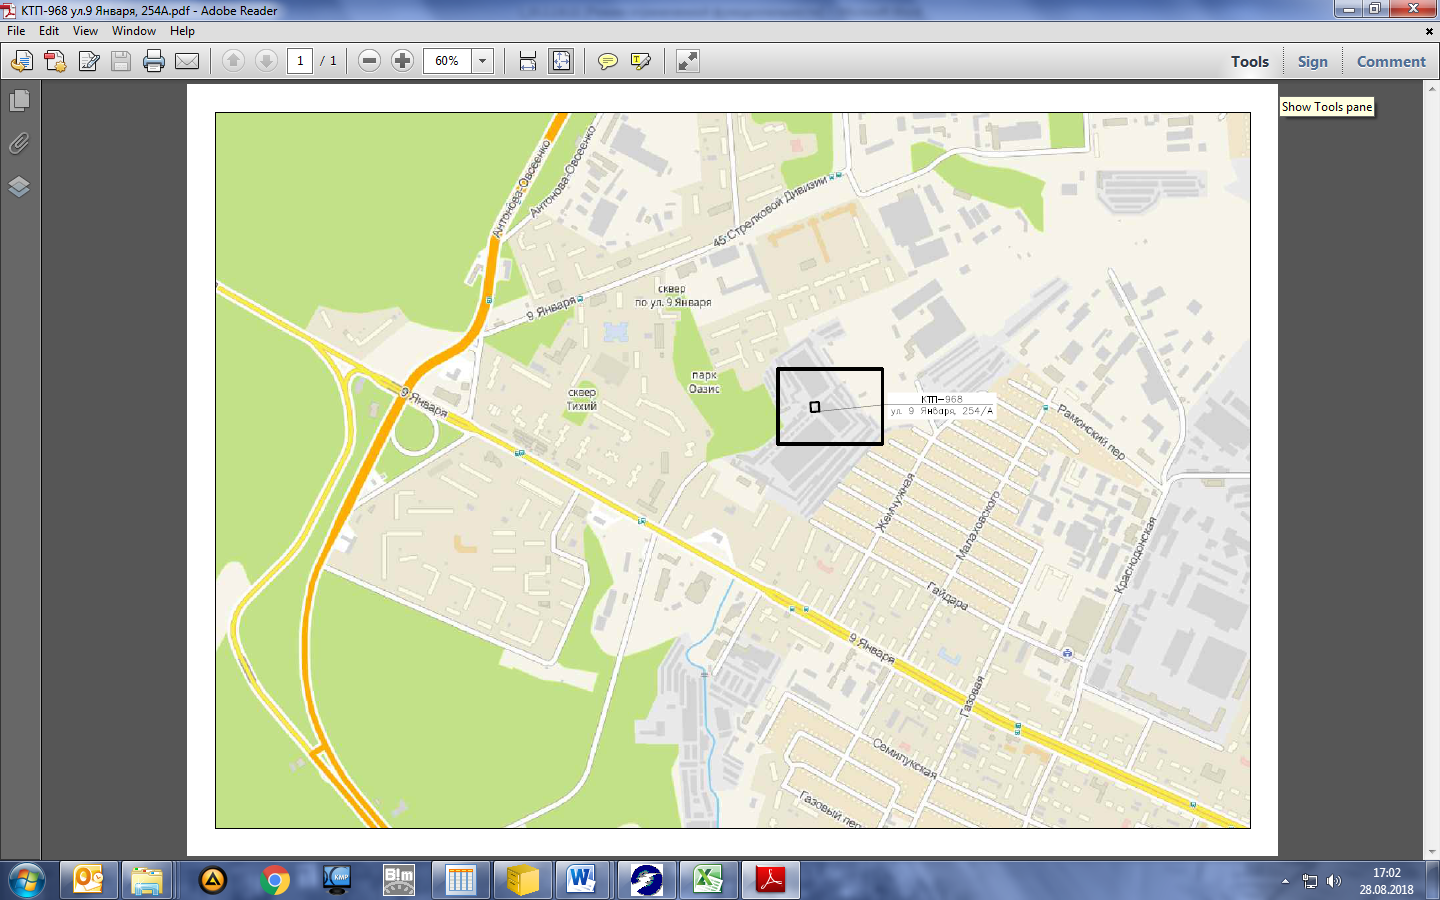 КТП-968 ул.9 Января, 254А.pdf - Adobe Reader
File Edit View Window Help
1 / 1 60% Tools Sign Comment
Show Tools pane
Антонова-Овсеенко
Антонова-Овсеенко
45 Стрелковой Дивизии
сквер
по ул. 9 Января
9 Января
парк
Оазис
сквер
Тихий
9 Января
КТП-968
ул. 9 Января, 254/А
Рамонский пер
Жемчужная
Малаховского
Краснодонская
Гайдара
9 Января
Газовая
Семилукская
Газовый пер
KMP
B!m
17:02
28.08.2018